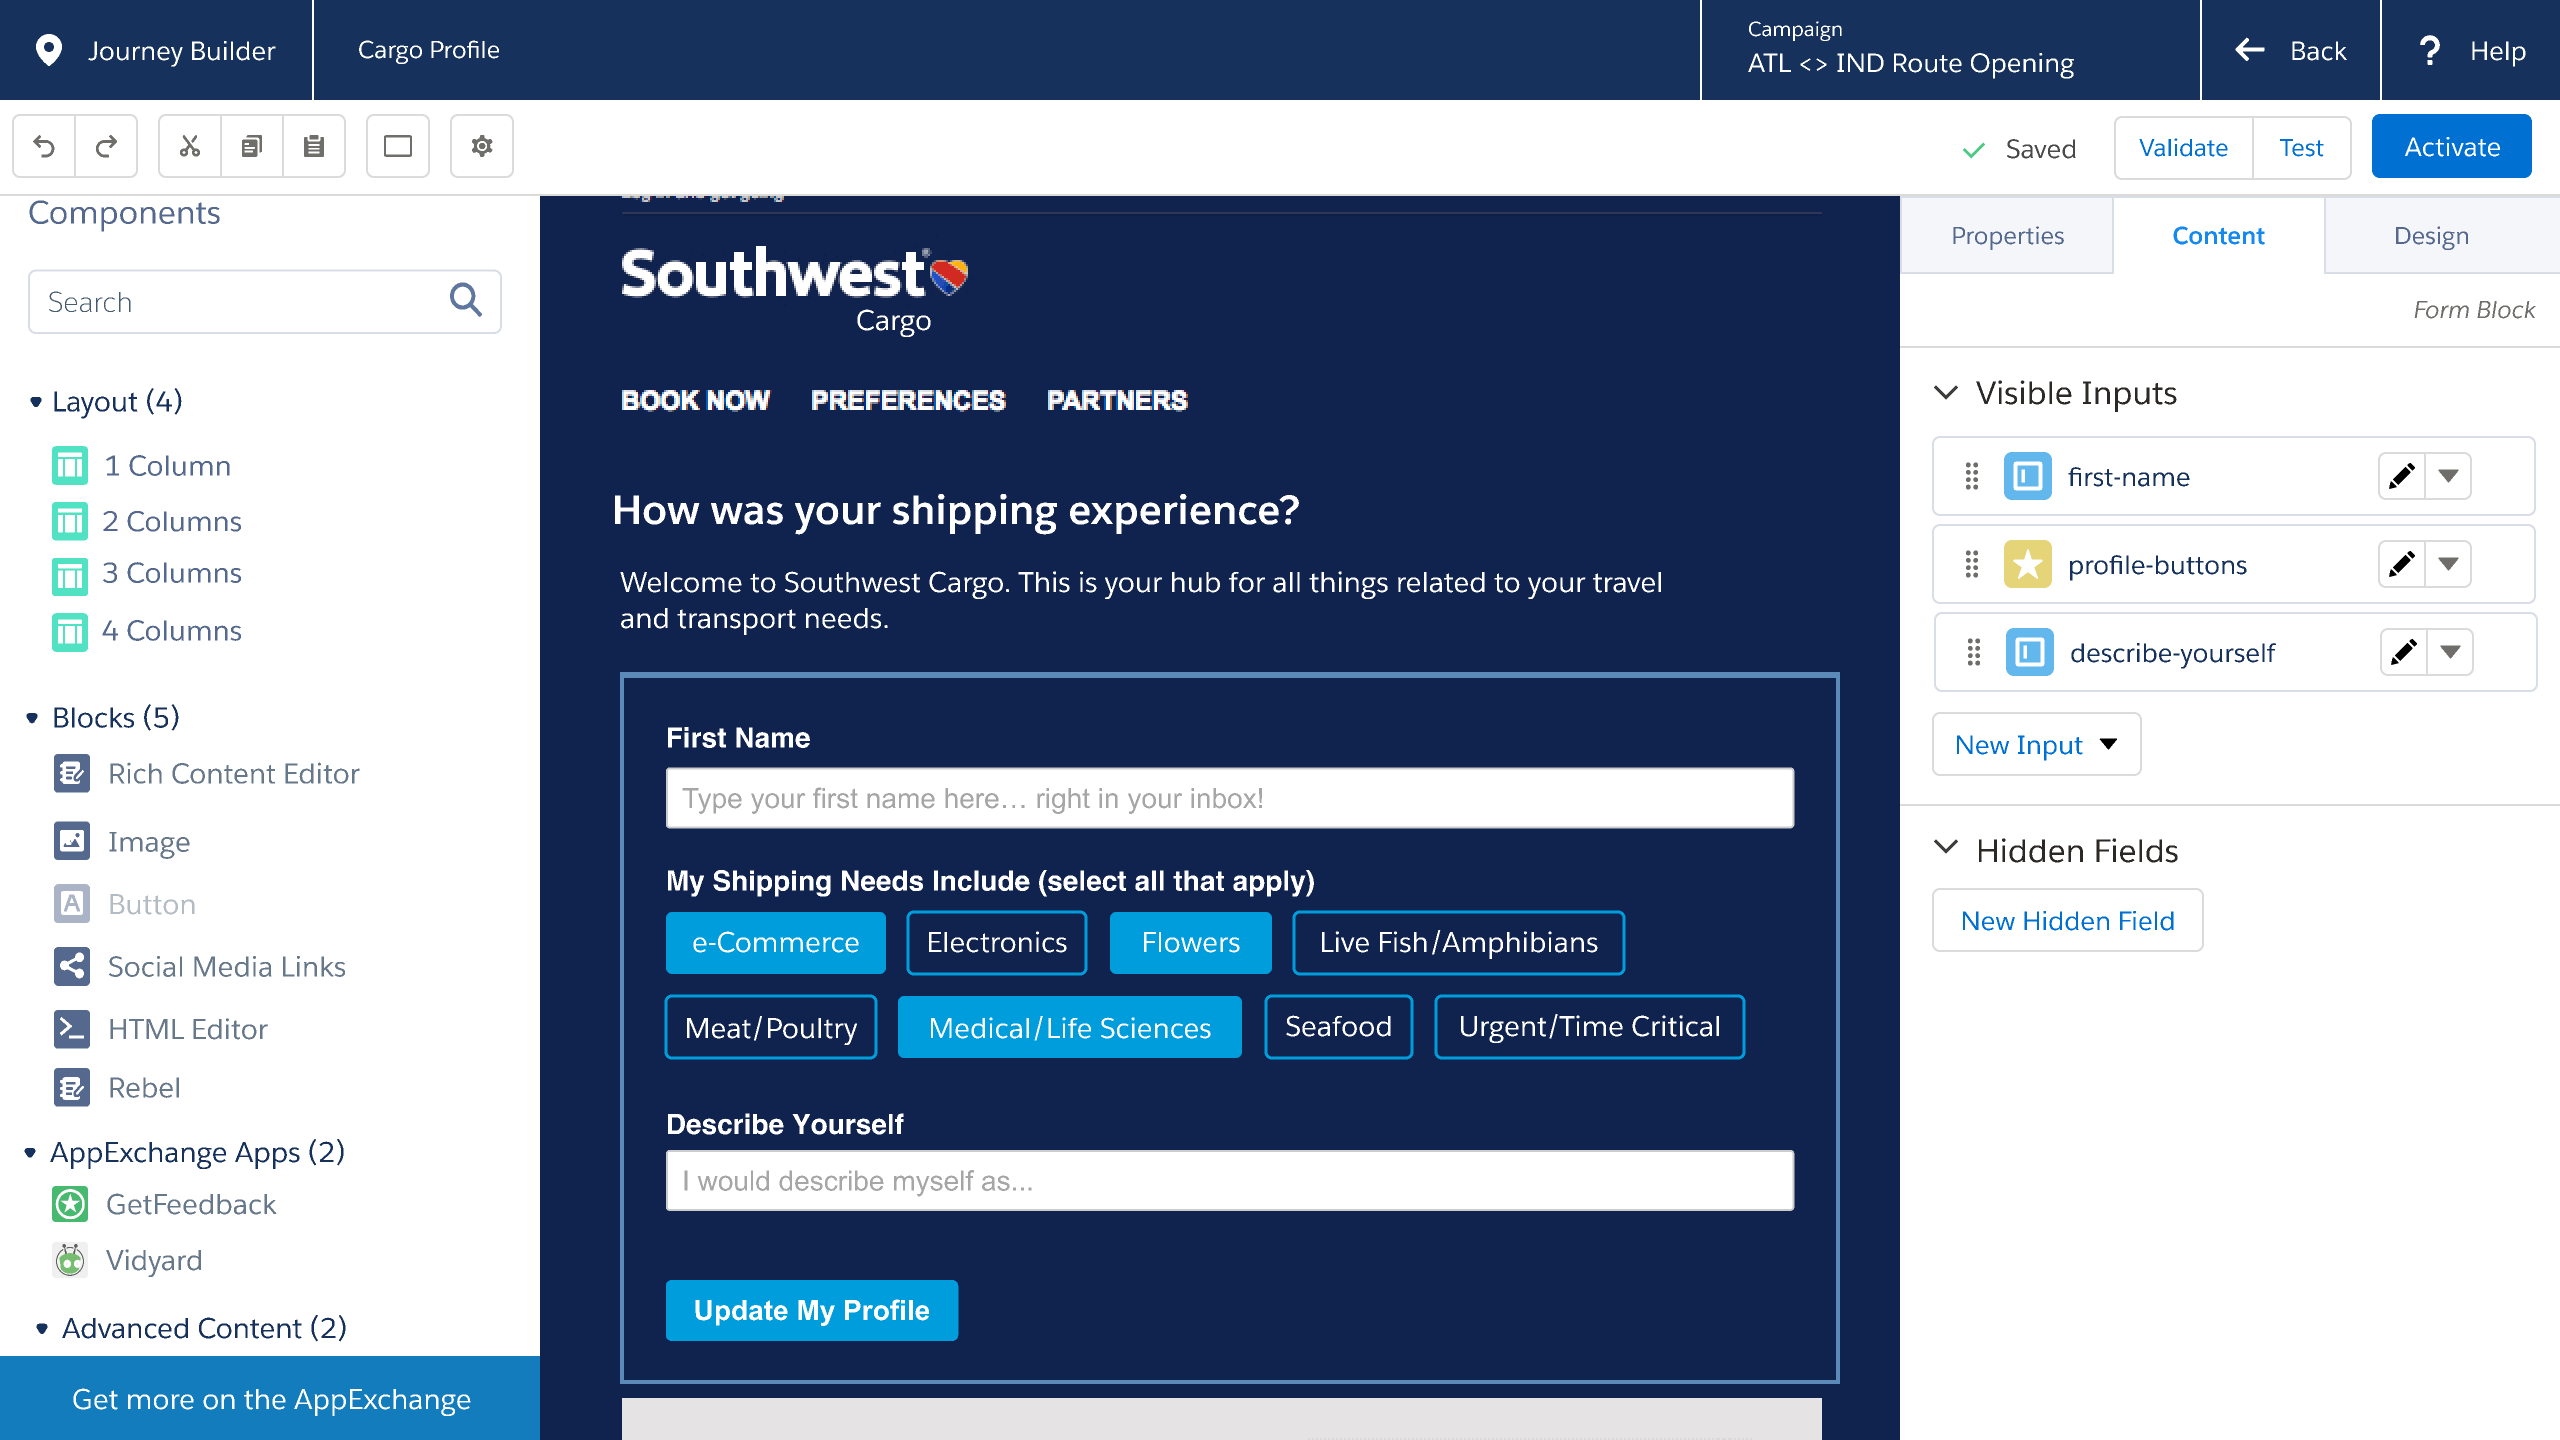 Journey Builder
Cargo Profile
Campaign
ATL <> IND Route Opening
Back
? Help
Saved
Validate
Test
Activate
Components
Search
Layout (4)
1 Column
2 Columns
3 Columns
4 Columns
Blocks (5)
Rich Content Editor
Image
A Button
Social Media Links
HTML Editor
Rebel
AppExchange Apps (2)
GetFeedback
Vidyard
Advanced Content (2)
Get more on the AppExchange
Southwest
Cargo
BOOK NOW PREFERENCES PARTNERS
How was your shipping experience?
Welcome to Southwest Cargo. This is your hub for all things related to your travel
and transport needs.
First Name
Type your first name here... right in your inbox!
My Shipping Needs Include (select all that apply)
e-Commerce Electronics Flowers Live Fish/Amphibians
Meat/Poultry Medical/Life Sciences Seafood Urgent/Time Critical
Describe Yourself
I would describe myself as...
Update My Profile
Properties
Content
Design
Form Block
Visible Inputs
first-name
profile-buttons
describe-yourself
New Input
Hidden Fields
New Hidden Field